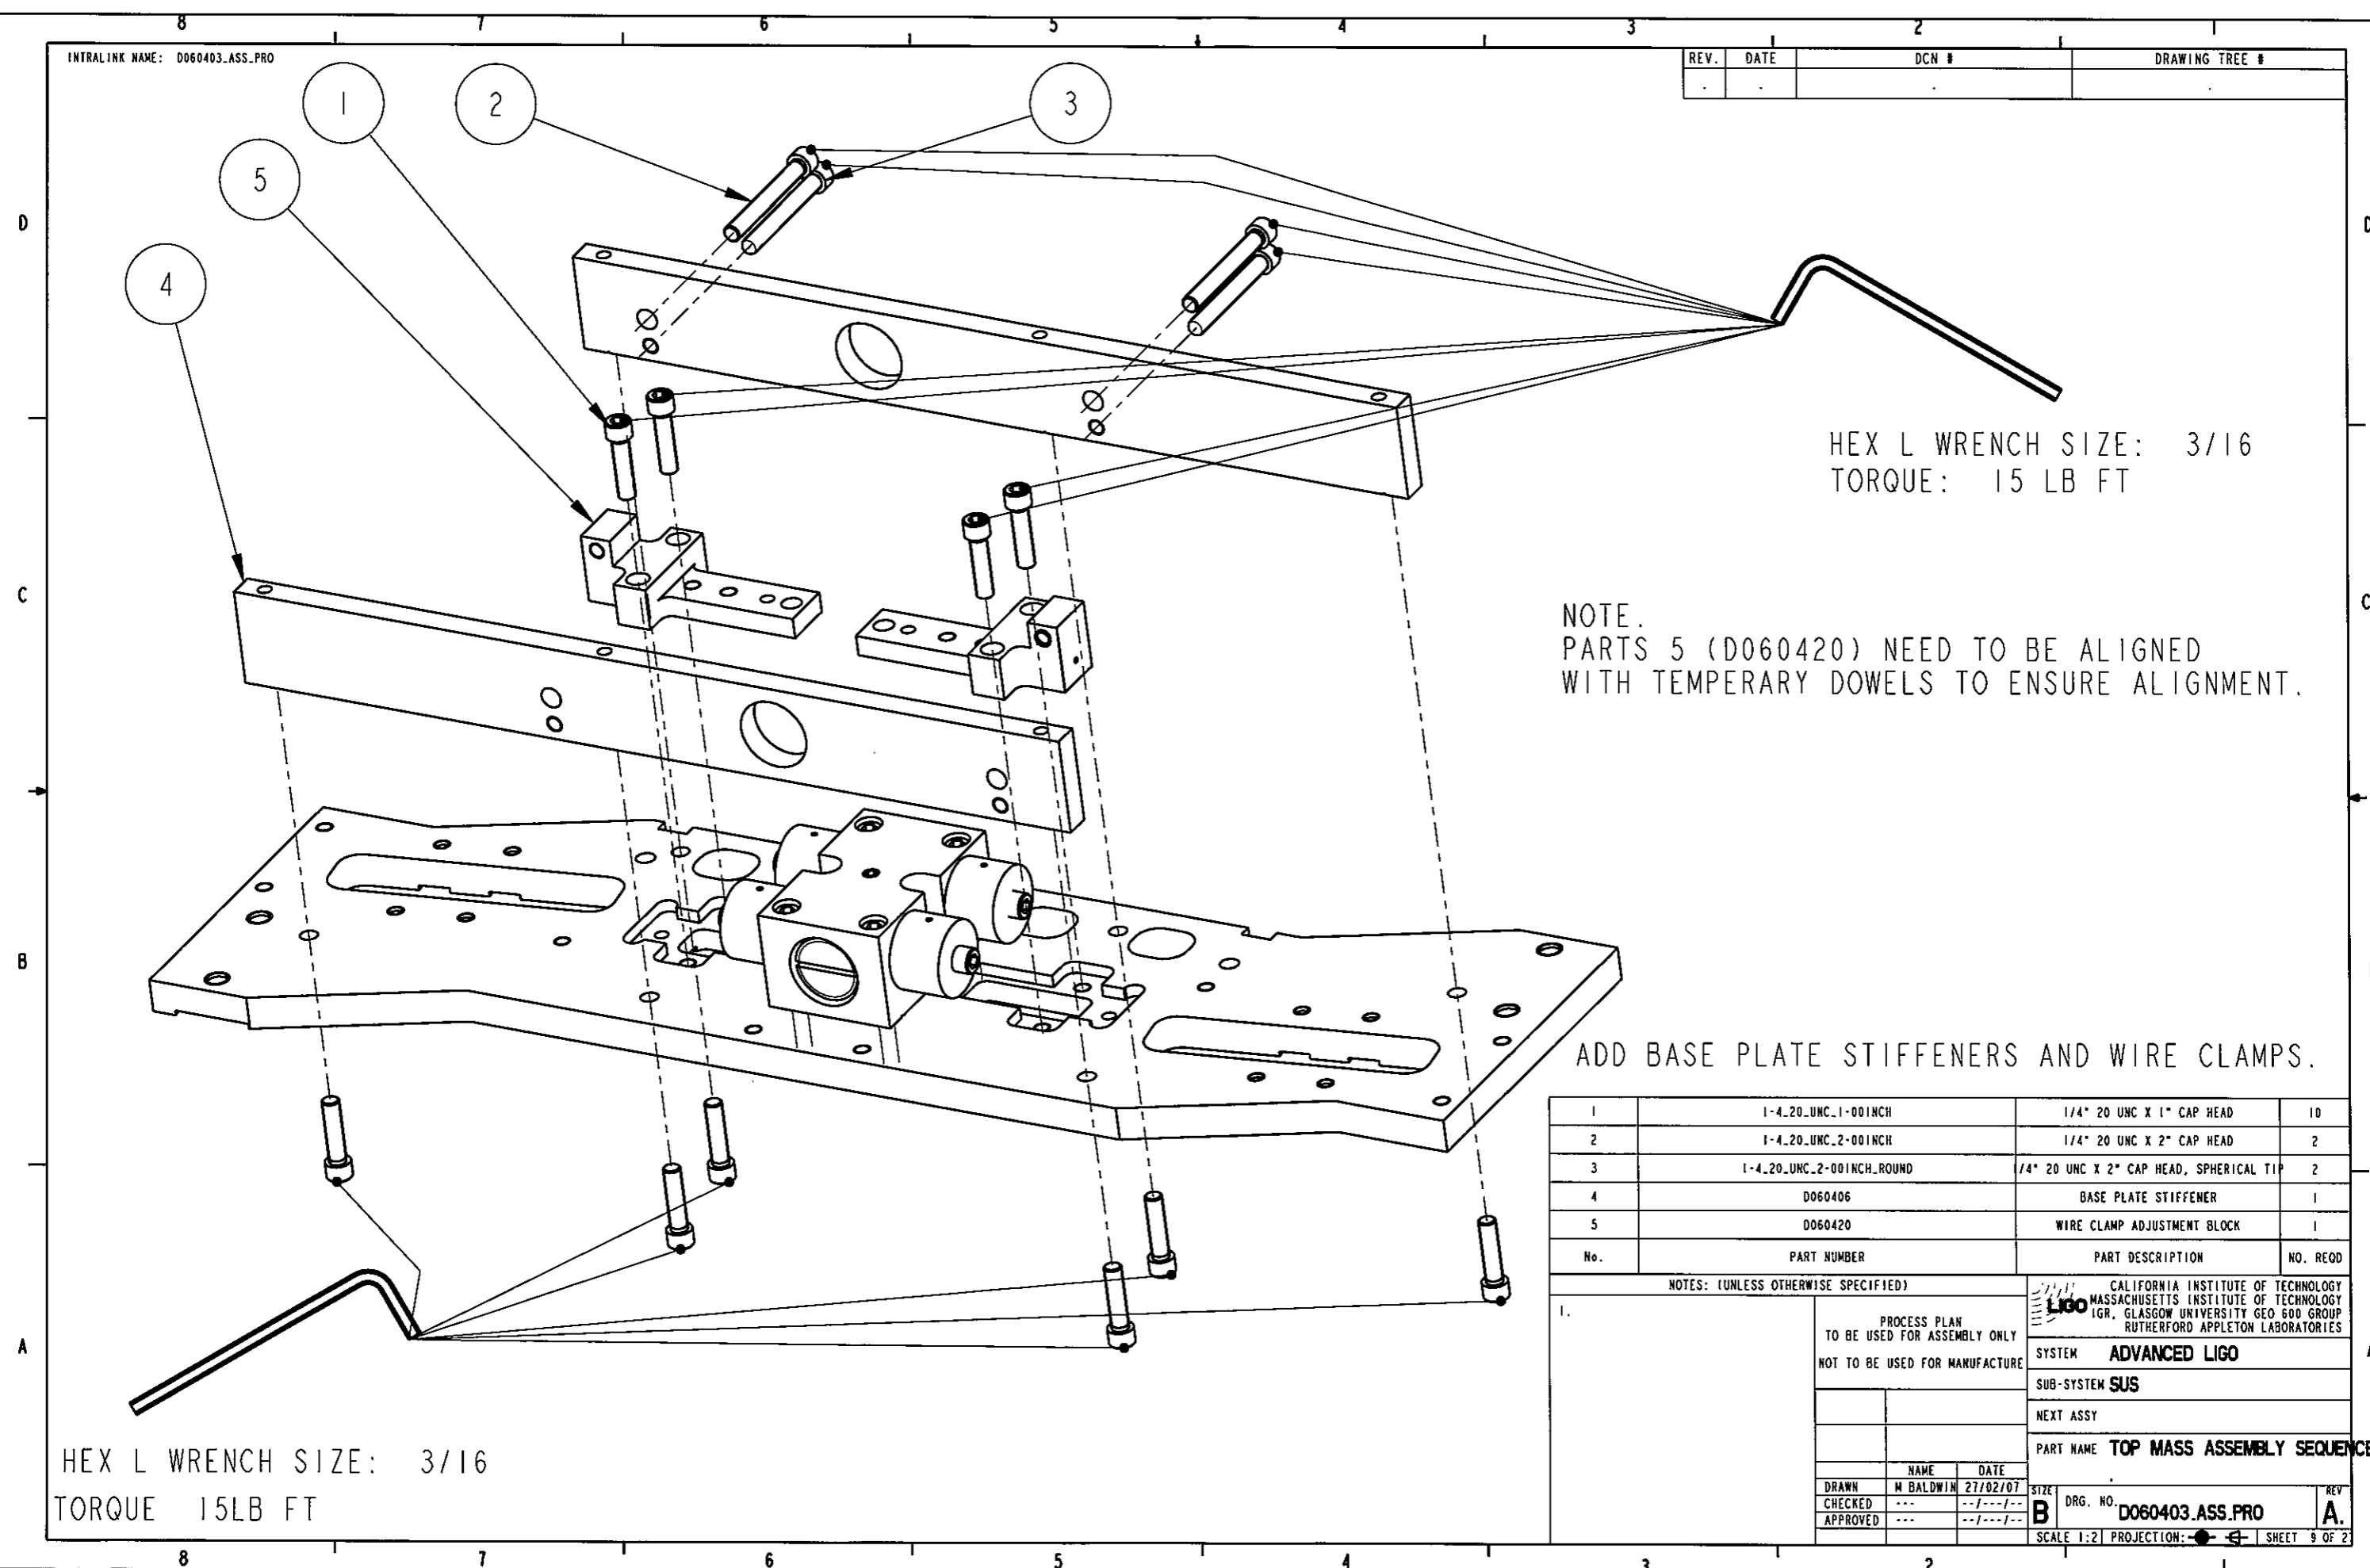 8 7 6 5 4 3 2
INTRALINK NAME: D060403_ASS_PRO
REV. DATE DCN # DRAWING TREE #
. . . .
1 2 3
5
4
D
HEX L WRENCH SIZE: 3/16
TORQUE: 15 LB FT
C
NOTE.
PARTS 5 (D060420) NEED TO BE ALIGNED
WITH TEMPERARY DOWELS TO ENSURE ALIGNMENT.
B
ADD BASE PLATE STIFFENERS AND WIRE CLAMPS.
1 1-4_20_UNC_1-00INCH 1/4" 20 UNC X 1" CAP HEAD 10
2 1-4_20_UNC_2-00INCH 1/4" 20 UNC X 2" CAP HEAD 2
3 1-4_20_UNC_2-00INCH_ROUND /4" 20 UNC X 2" CAP HEAD, SPHERICAL TIP 2
4 D060406 BASE PLATE STIFFENER 1
5 D060420 WIRE CLAMP ADJUSTMENT BLOCK 1
No. PART NUMBER PART DESCRIPTION NO. REQD
NOTES: (UNLESS OTHERWISE SPECIFIED)
1.
PROCESS PLAN
TO BE USED FOR ASSEMBLY ONLY
NOT TO BE USED FOR MANUFACTURE
LIGO
CALIFORNIA INSTITUTE OF TECHNOLOGY
MASSACHUSETTS INSTITUTE OF TECHNOLOGY
IGR, GLASGOW UNIVERSITY GEO 600 GROUP
RUTHERFORD APPLETON LABORATORIES
A
SYSTEM ADVANCED LIGO
SUB-SYSTEM SUS
NEXT ASSY
PART NAME TOP MASS ASSEMBLY SEQUENCE
.
NAME DATE
DRAWN M BALDWIN 27/02/07
CHECKED --- --/---/--
APPROVED --- --/---/--
SIZE B DRG. NO. D060403_ASS_PRO REV A.
SCALE 1:2 PROJECTION: SHEET 9 OF 2
HEX L WRENCH SIZE: 3/16
TORQUE 15LB FT
8 7 6 5 4 3 2